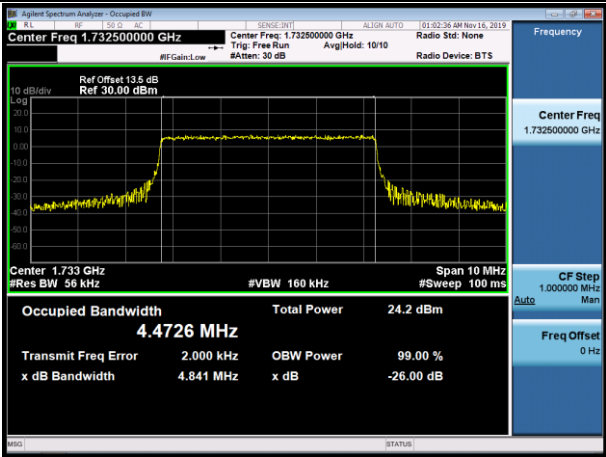 Agilent Spectrum Analyzer - Occupied BW
RL RF 50 Ω AC SENSE:INT ALIGN AUTO 01:02:36 AM Nov 16, 2019
Center Freq 1.732500000 GHz
Center Freq: 1.732500000 GHz
Radio Std: None
Trig: Free Run Avg|Hold: 10/10
#IFGain:Low #Atten: 30 dB Radio Device: BTS
Frequency
Ref Offset 13.5 dB
10 dB/div Ref 30.00 dBm
Log
20.0
10.0
0.00
-10.0
-20.0
-30.0
-40.0
-50.0
-60.0
Center 1.733 GHz Span 10 MHz
#Res BW 56 kHz #VBW 160 kHz #Sweep 100 ms
Occupied Bandwidth Total Power 24.2 dBm
4.4726 MHz
Transmit Freq Error 2.000 kHz OBW Power 99.00 %
x dB Bandwidth 4.841 MHz x dB -26.00 dB
Center Freq
1.732500000 GHz
CF Step
1.000000 MHz
Auto Man
Freq Offset
0 Hz
MSG STATUS